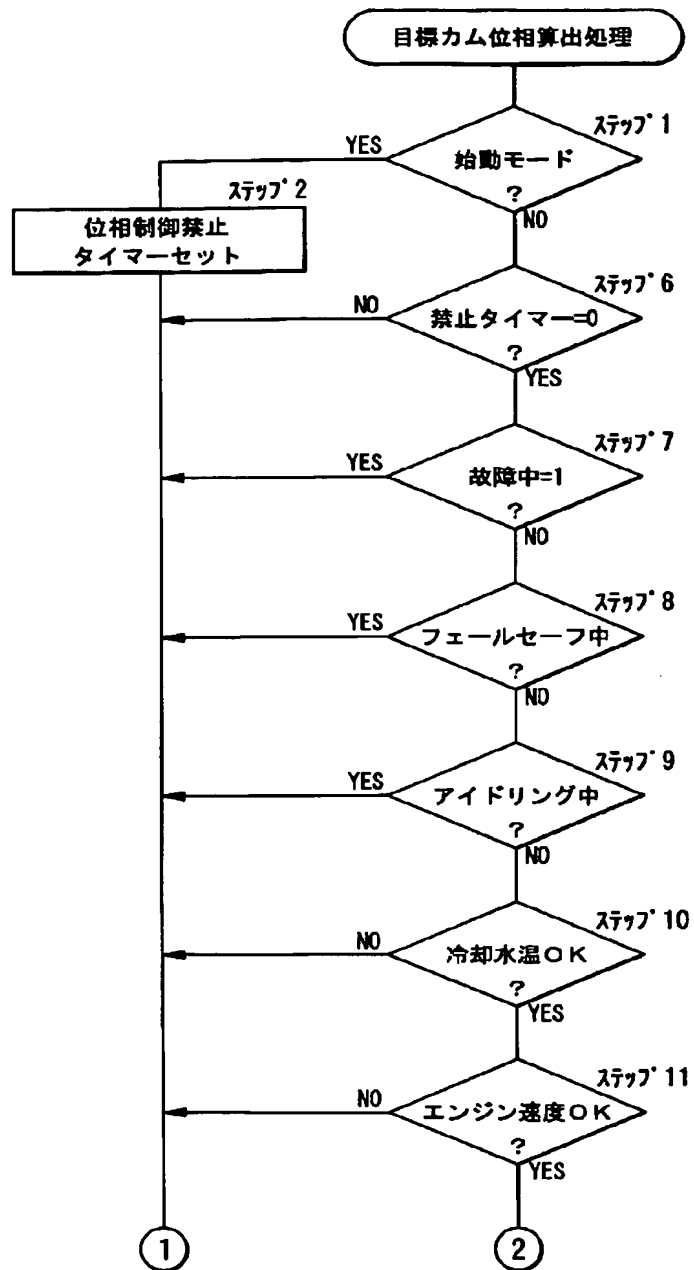 目標カム位相算出処理
ステップ1
YES
始動モード
?
NO
ステップ2
位相制御禁止
タイマーセット
ステップ6
NO
禁止タイマー=0
?
YES
ステップ7
YES
故障中=1
?
NO
ステップ8
YES
フェールセーフ中
?
NO
ステップ9
YES
アイドリング中
?
NO
ステップ10
NO
冷却水温OK
?
YES
ステップ11
NO
エンジン速度OK
?
YES
1
2